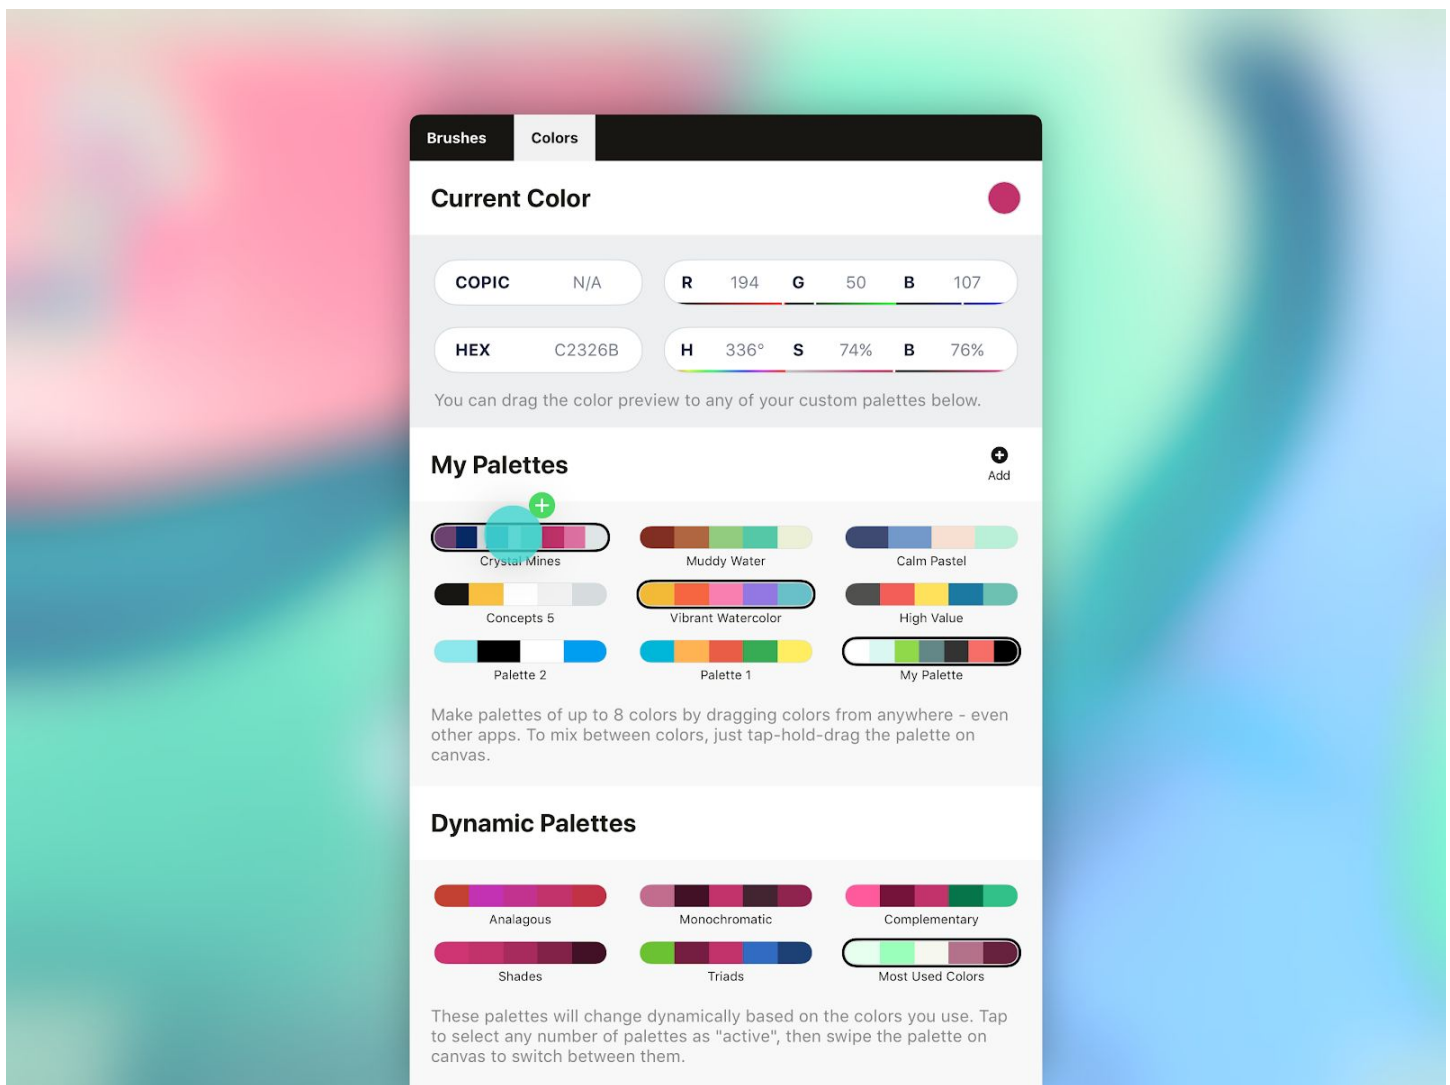 Brushes Colors
Current Color
COPIC N/A R 194 G 50 B 107
HEX C2326B H 336° S 74% B 76%
You can drag the color preview to any of your custom palettes below.
My Palettes
Add
Crystal Mines Muddy Water Calm Pastel
Concepts 5 Vibrant Watercolor High Value
Palette 2 Palette 1 My Palette
Make palettes of up to 8 colors by dragging colors from anywhere - even
other apps. To mix between colors, just tap-hold-drag the palette on
canvas.
Dynamic Palettes
Analagous Monochromatic Complementary
Shades Triads Most Used Colors
These palettes will change dynamically based on the colors you use. Tap
to select any number of palettes as "active", then swipe the palette on
canvas to switch between them.